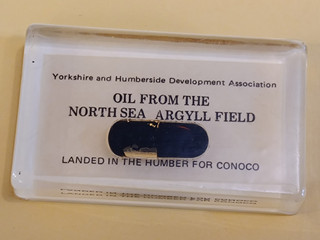 Yorkshire and Humberside Development Association
OIL FROM THE
NORTH SEA ARGYLL FIELD
LANDED IN THE HUMBER FOR CONOCO